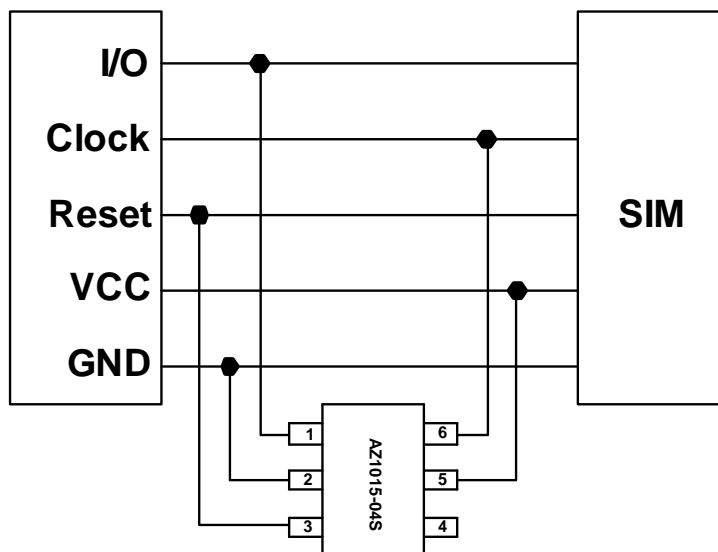 I/O
Clock
Reset
VCC
GND
SIM
1
2
3
AZ1015-04S
6
5
4